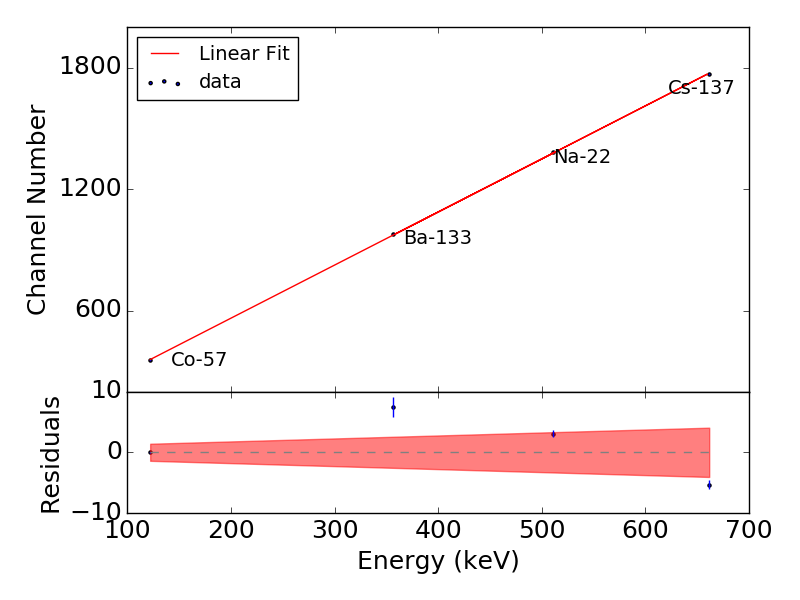 Linear Fit
data
1800
1200
600
Channel Number
Cs-137
Na-22
Ba-133
Co-57
10
0
−10
Residuals
100 200 300 400 500 600 700
Energy (keV)